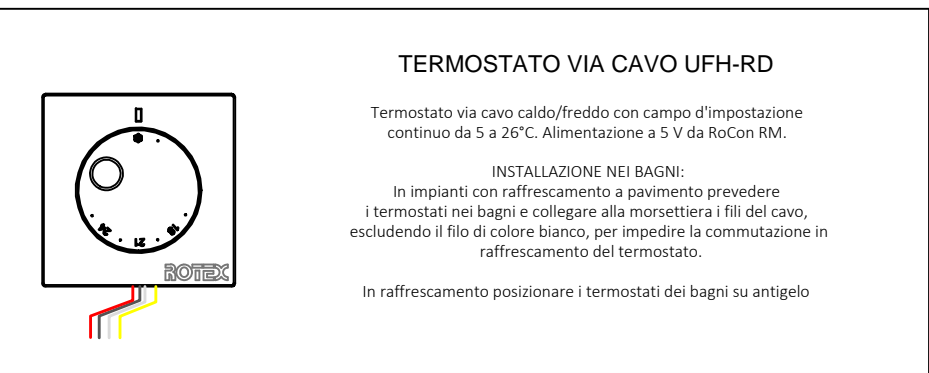 TERMOSTATO VIA CAVO UFH-RD
Termostato via cavo caldo/freddo con campo d'impostazione
continuo da 5 a 26°C. Alimentazione a 5 V da RoCon RM.
INSTALLAZIONE NEI BAGNI:
In impianti con raffrescamento a pavimento prevedere
i termostati nei bagni e collegare alla morsettiera i fili del cavo,
escludendo il filo di colore bianco, per impedire la commutazione in
raffrescamento del termostato.
In raffrescamento posizionare i termostati dei bagni su antigelo
24 21 18
ROTEX